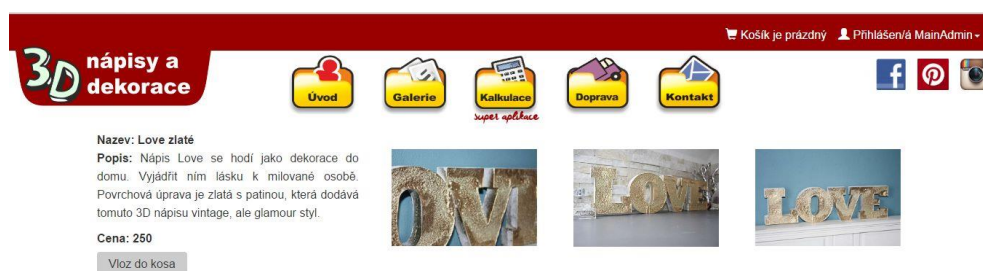 Košík je prázdný Přihlášen/á MainAdmin
3D nápisy a
dekorace
Úvod Galerie Kalkulace Doprava Kontakt
super aplikace
Nazev: Love zlaté
Popis: Nápis Love se hodí jako dekorace do
domu. Vyjádřit ním lásku k milované osobě.
Povrchová úprava je zlatá s patinou, která dodává
tomuto 3D nápisu vintage, ale glamour styl.
Cena: 250
Vloz do kosa
OVE
LOVE
LOVE